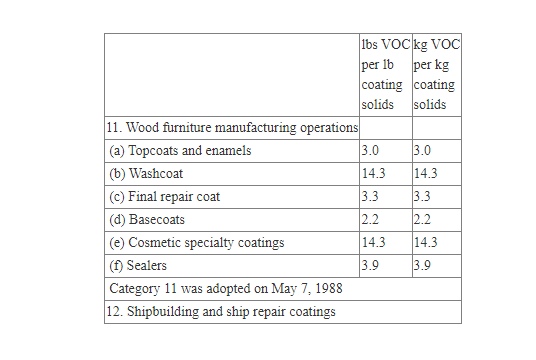 lbs VOC kg VOC
per lb per kg
coating coating
solids solids
11. Wood furniture manufacturing operations
(a) Topcoats and enamels 3.0 3.0
(b) Washcoat 14.3 14.3
(c) Final repair coat 3.3 3.3
(d) Basecoats 2.2 2.2
(e) Cosmetic specialty coatings 14.3 14.3
(f) Sealers 3.9 3.9
Category 11 was adopted on May 7, 1988
12. Shipbuilding and ship repair coatings